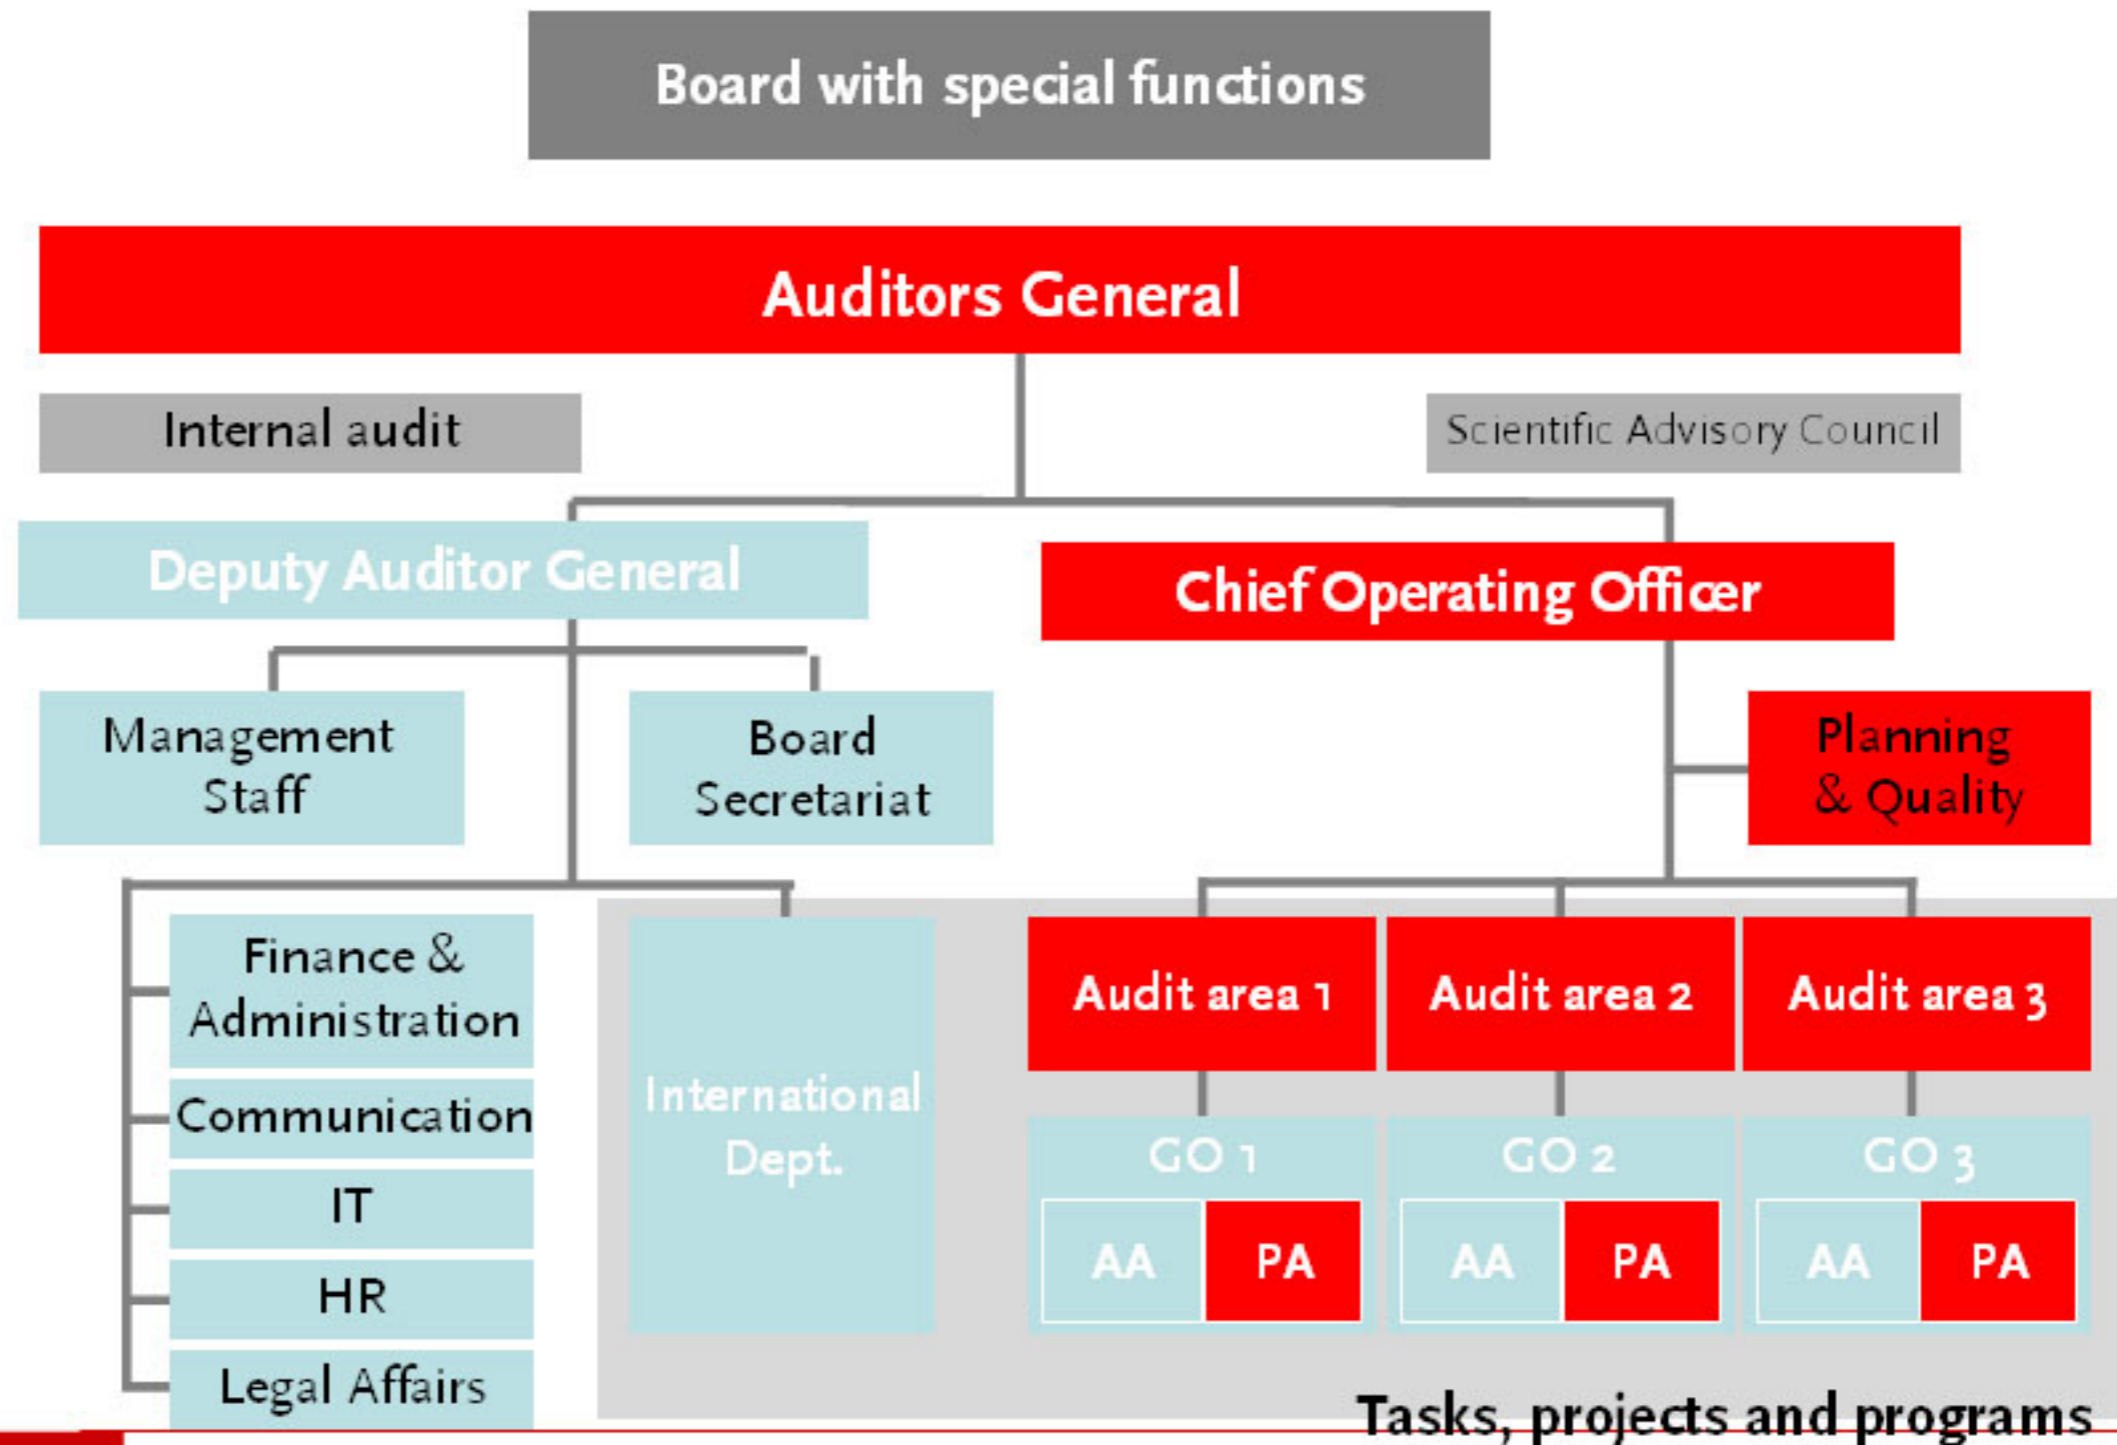 Board with special functions
Auditors General
Internal audit
Scientific Advisory Council
Deputy Auditor General
Chief Operating Officer
Management
Staff
Board
Secretariat
Planning
& Quality
Finance &
Administration
Communication
IT
HR
Legal Affairs
International
Dept.
Audit area 1
Audit area 2
Audit area 3
GO 1
GO 2
GO 3
AA
PA
AA
PA
AA
PA
Tasks, projects and programs